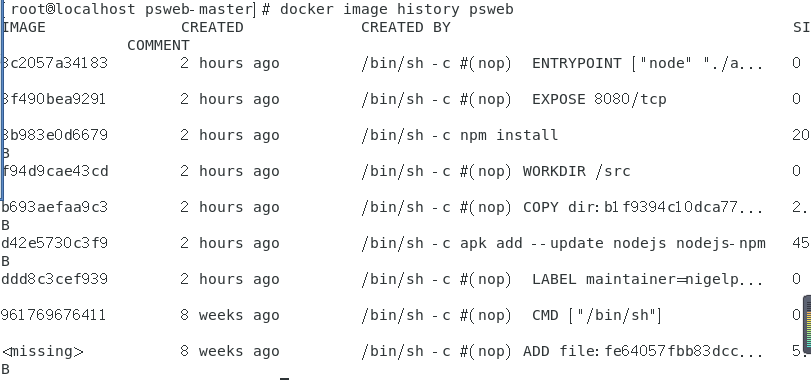 [root@localhost psweb-master]# docker image history psweb
IMAGE CREATED CREATED BY SI
COMMENT
3c2057a34183 2 hours ago /bin/sh -c #(nop) ENTRYPOINT ["node" "./a... 0
3f490bea9291 2 hours ago /bin/sh -c #(nop) EXPOSE 8080/tcp 0
3b983e0d6679 2 hours ago /bin/sh -c npm install 20
B
f94d9cae43cd 2 hours ago /bin/sh -c #(nop) WORKDIR /src 0
b693aefaa9c3 2 hours ago /bin/sh -c #(nop) COPY dir:b1f9394c10dca77... 2.
B
d42e5730c3f9 2 hours ago /bin/sh -c apk add --update nodejs nodejs-npm 45
B
ddd8c3cef939 2 hours ago /bin/sh -c #(nop) LABEL maintainer=nigelp... 0
961769676411 8 weeks ago /bin/sh -c #(nop) CMD ["/bin/sh"] 0
<missing> 8 weeks ago /bin/sh -c #(nop) ADD file:fe64057fbb83dcc... 5.
B